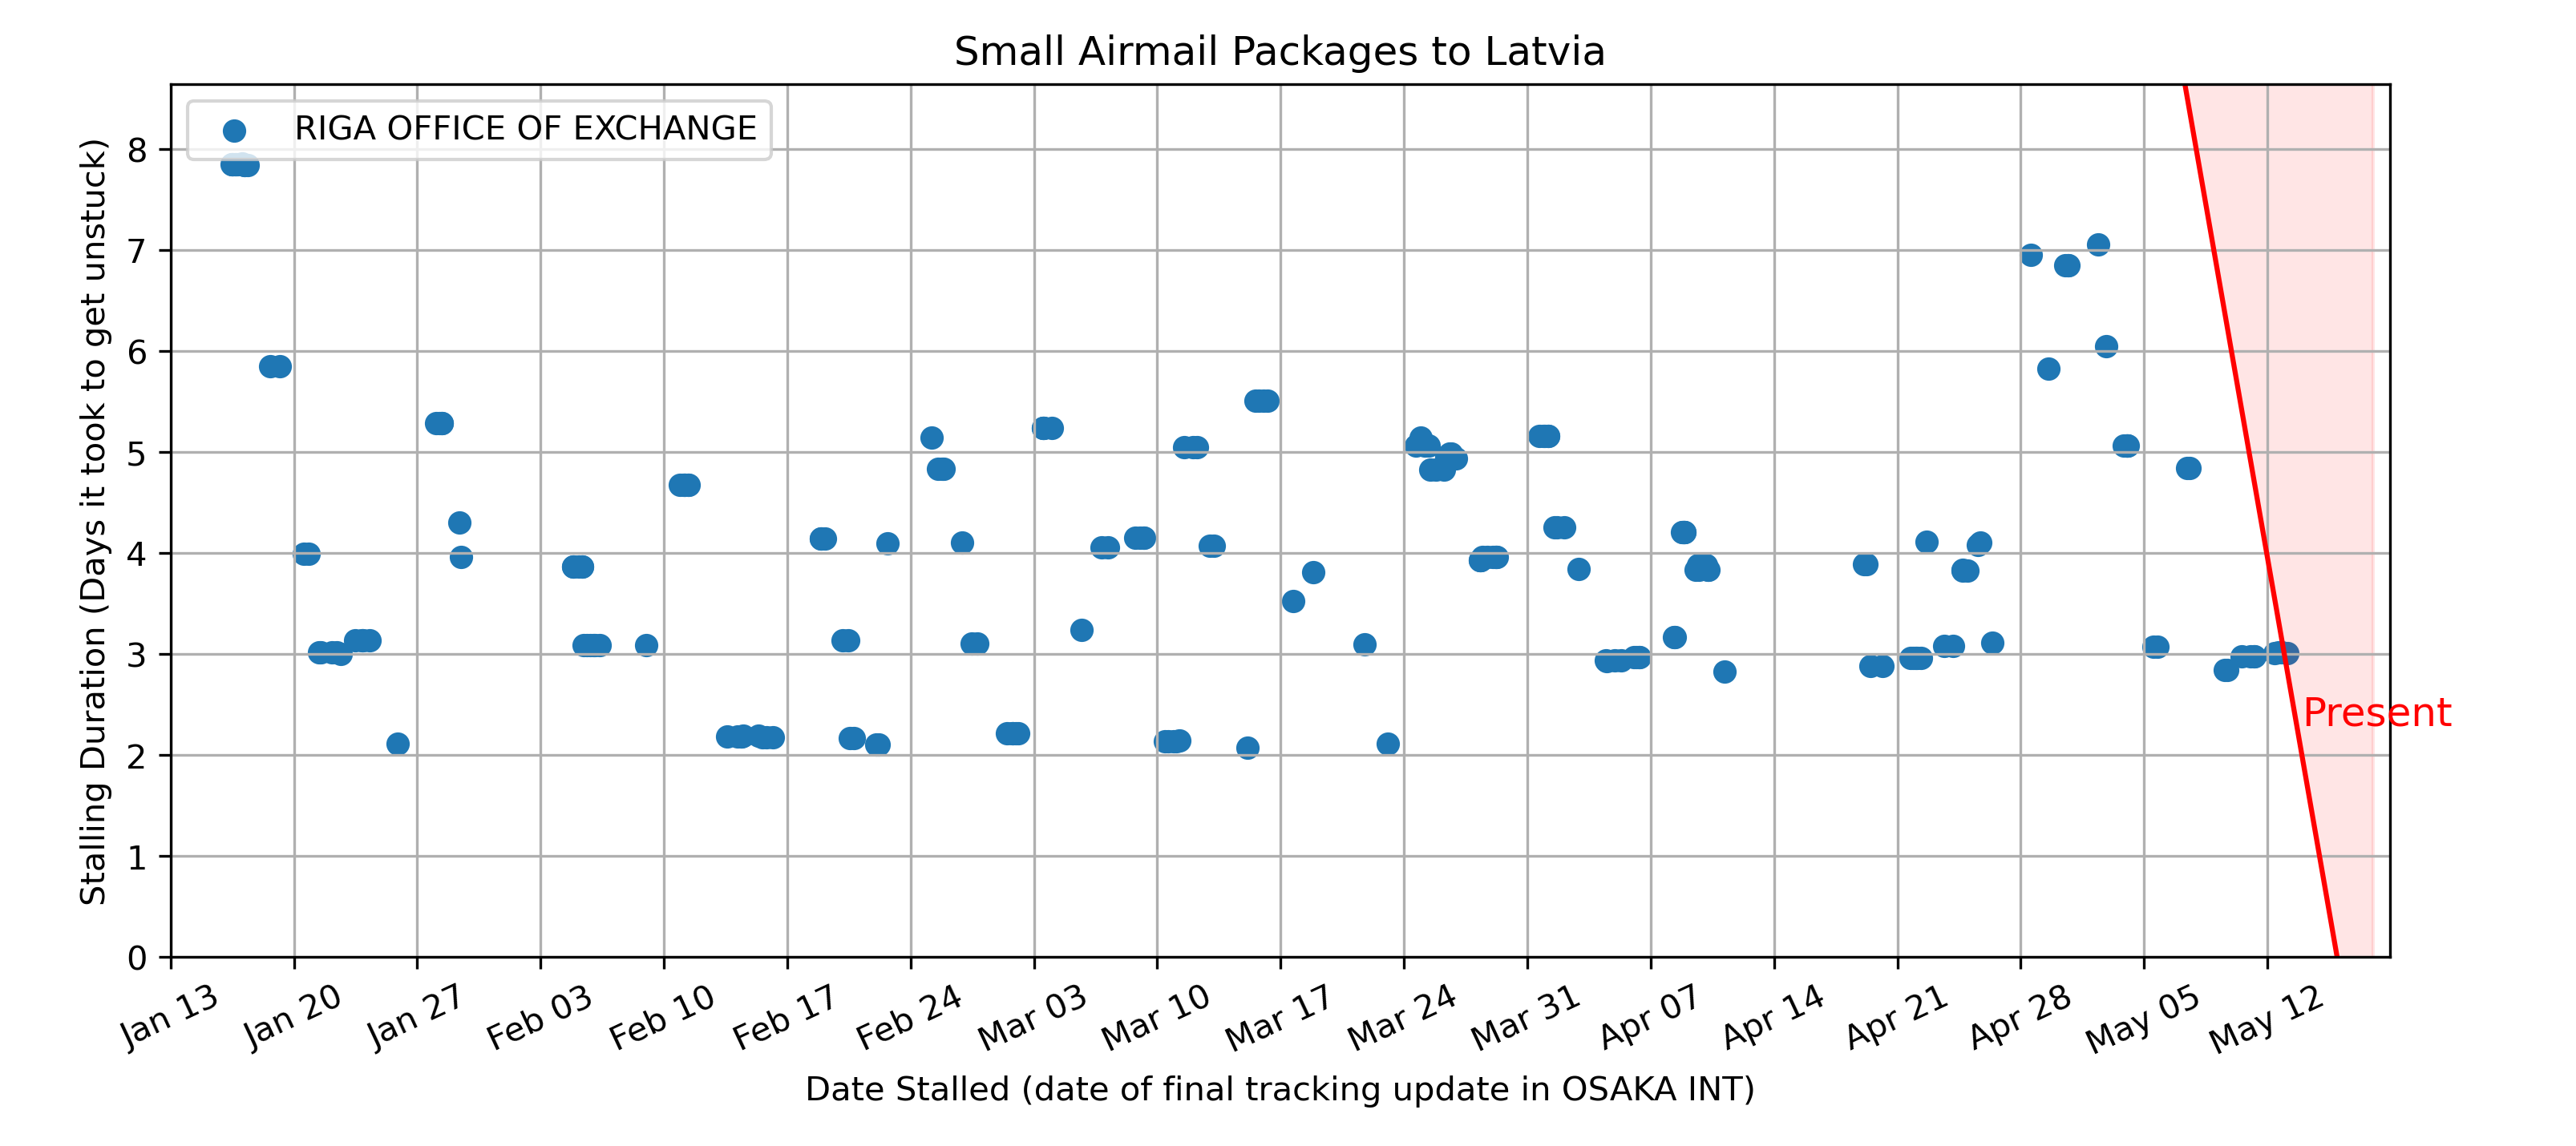 Small Airmail Packages to Latvia
RIGA OFFICE OF EXCHANGE
Stalling Duration (Days it took to get unstuck)
8
7
6
5
4
3
2
1
0
Present
Jan 13 Jan 20 Jan 27 Feb 03 Feb 10 Feb 17 Feb 24 Mar 03 Mar 10 Mar 17 Mar 24 Mar 31 Apr 07 Apr 14 Apr 21 Apr 28 May 05 May 12
Date Stalled (date of final tracking update in OSAKA INT)